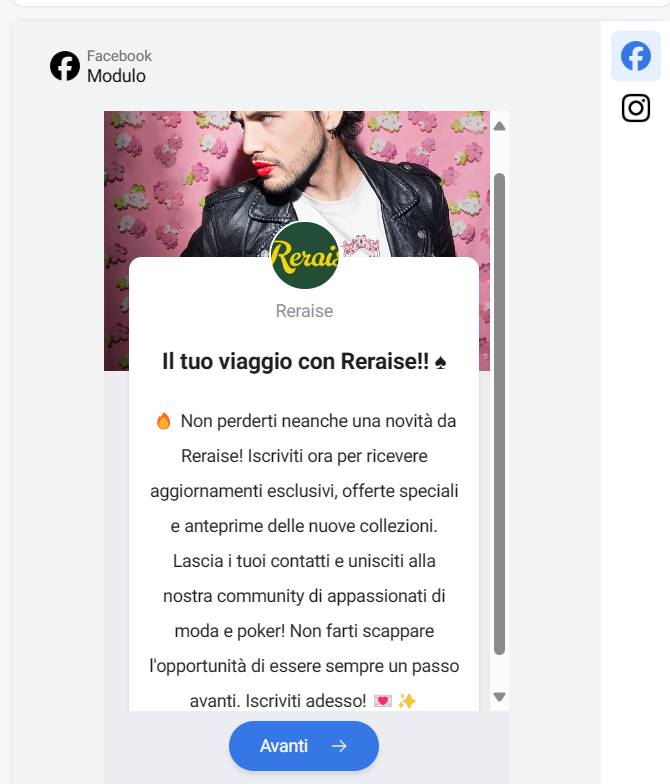 Facebook
Modulo
Rerais
Reraise
Il tuo viaggio con Reraise!! ♠
🔥 Non perderti neanche una novità da
Reraise! Iscriviti ora per ricevere
aggiornamenti esclusivi, offerte speciali
e anteprime delle nuove collezioni.
Lascia i tuoi contatti e unisciti alla
nostra community di appassionati di
moda e poker! Non farti scappare
l'opportunità di essere sempre un passo
avanti. Iscriviti adesso! 💌 ✨
Avanti →